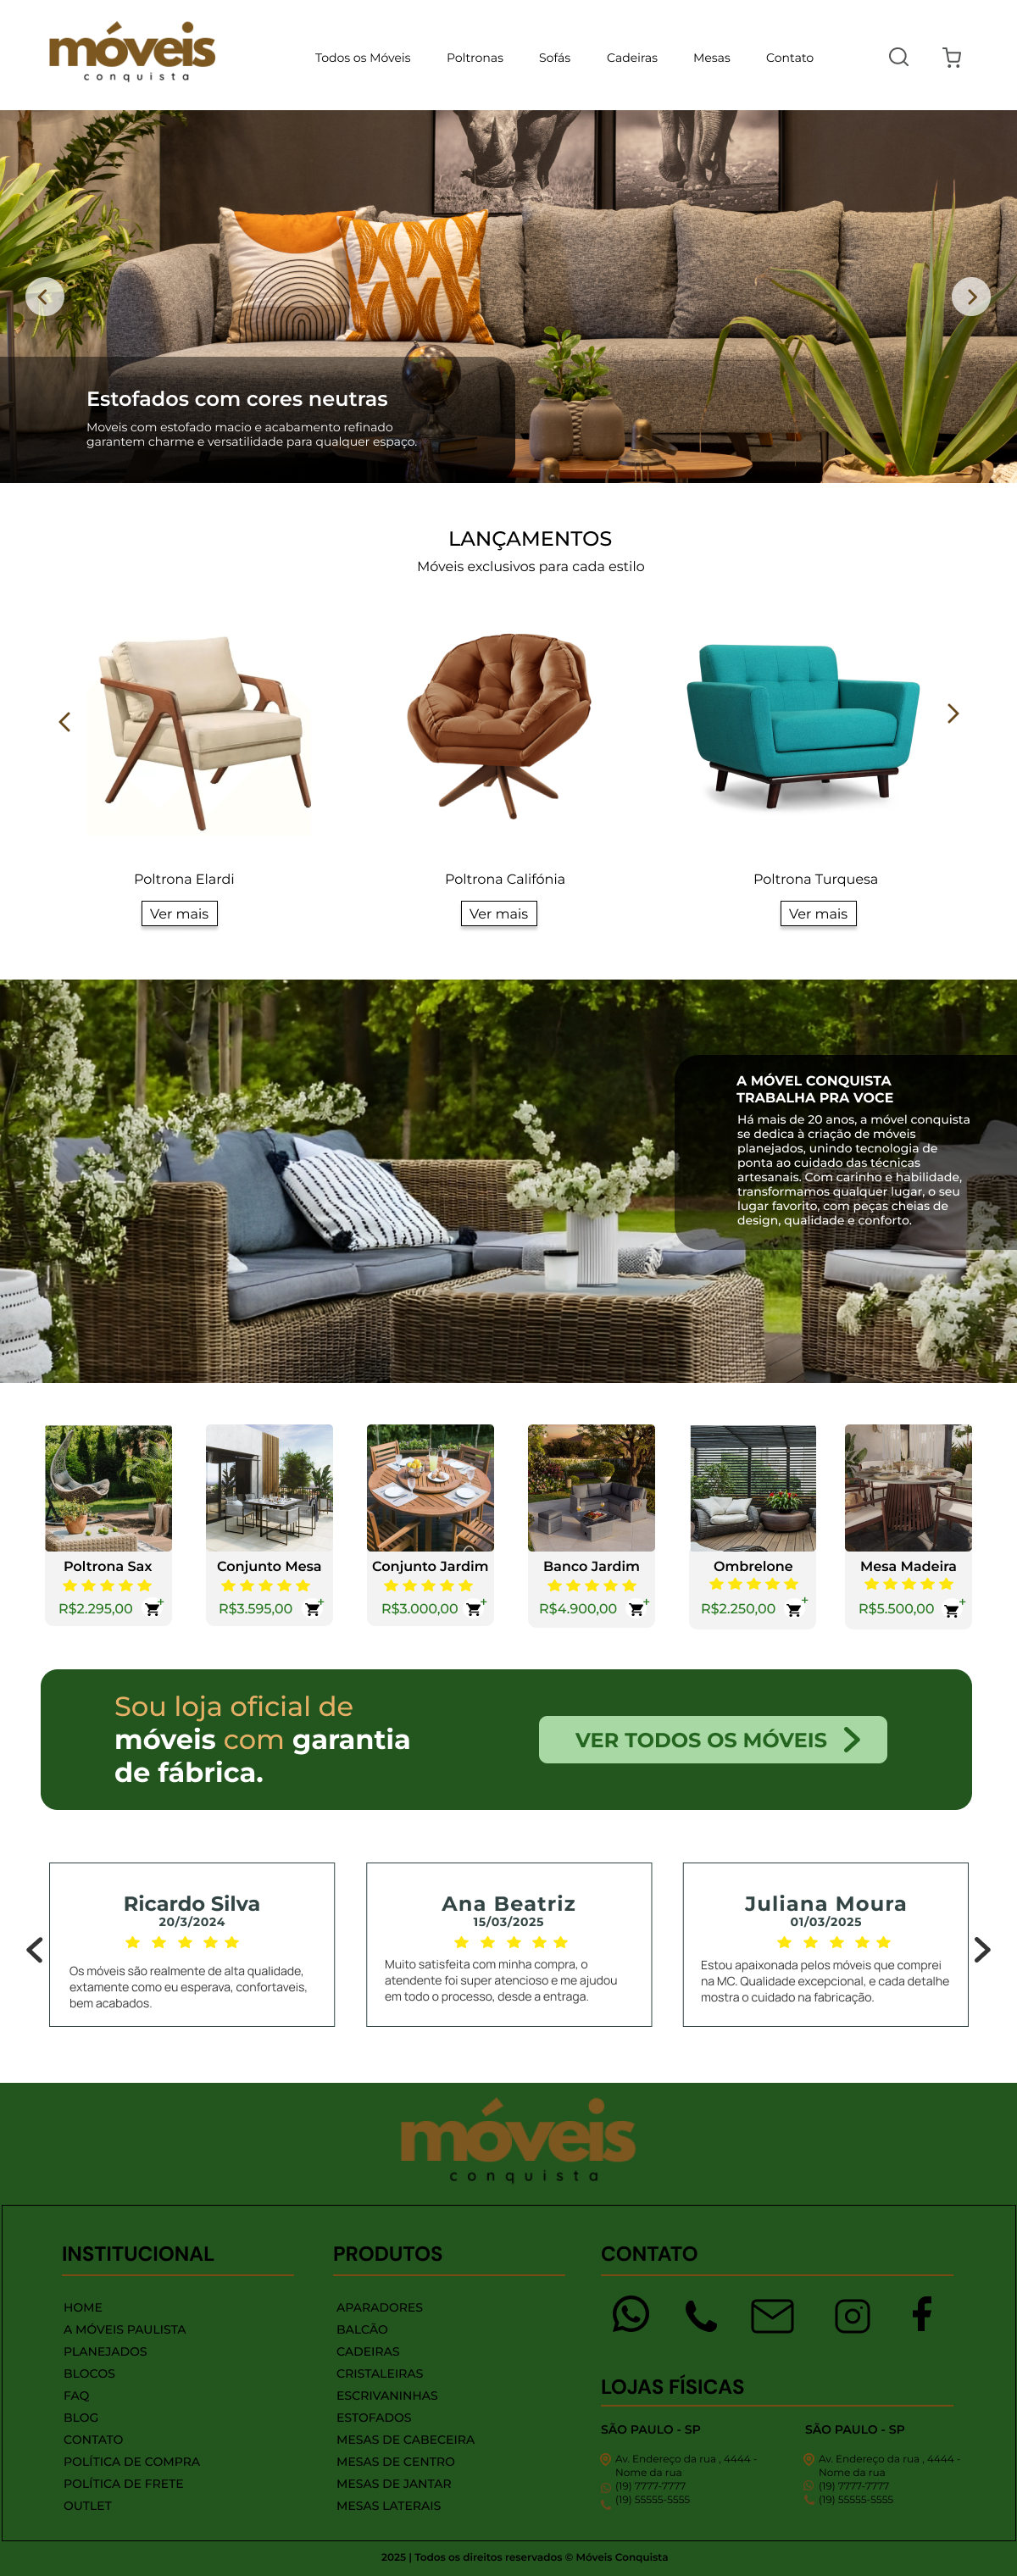 móveis
conquista
Todos os Móveis
Poltronas
Sofás
Cadeiras
Mesas
Contato
Estofados com cores neutras
Moveis com estofado macio e acabamento refinado
garantem charme e versatilidade para qualquer espaço.
LANÇAMENTOS
Móveis exclusivos para cada estilo
Poltrona Elardi
Poltrona Califónia
Poltrona Turquesa
Ver mais
Ver mais
Ver mais
A MÓVEL CONQUISTA
TRABALHA PRA VOCE
Há mais de 20 anos, a móvel conquista
se dedica à criação de móveis
planejados, unindo tecnologia de
ponta ao cuidado das técnicas
artesanais. Com carinho e habilidade,
transformamos qualquer lugar, o seu
lugar favorito, com peças cheias de
design, qualidade e conforto.
Poltrona Sax
R$2.295,00
Conjunto Mesa
R$3.595,00
Conjunto Jardim
R$3.000,00
Banco Jardim
R$4.900,00
Ombrelone
R$2.250,00
Mesa Madeira
R$5.500,00
Sou loja oficial de
móveis com garantia
de fábrica.
VER TODOS OS MÓVEIS
Ricardo Silva
20/3/2024
Os móveis são realmente de alta qualidade,
extamente como eu esperava, confortaveis,
bem acabados.
Ana Beatriz
15/03/2025
Muito satisfeita com minha compra, o
atendente foi super atencioso e me ajudou
em todo o processo, desde a entraga.
Juliana Moura
01/03/2025
Estou apaixonada pelos móveis que comprei
na MC. Qualidade excepcional, e cada detalhe
mostra o cuidado na fabricação.
móveis
conquista
INSTITUCIONAL
HOME
A MÓVEIS PAULISTA
PLANEJADOS
BLOCOS
FAQ
BLOG
CONTATO
POLÍTICA DE COMPRA
POLÍTICA DE FRETE
OUTLET
PRODUTOS
APARADORES
BALCÃO
CADEIRAS
CRISTALEIRAS
ESCRIVANINHAS
ESTOFADOS
MESAS DE CABECEIRA
MESAS DE CENTRO
MESAS DE JANTAR
MESAS LATERAIS
CONTATO
LOJAS FÍSICAS
SÃO PAULO - SP
Av. Endereço da rua , 4444 -
Nome da rua
(19) 7777-7777
(19) 55555-5555
SÃO PAULO - SP
Av. Endereço da rua , 4444 -
Nome da rua
(19) 7777-7777
(19) 55555-5555
2025 | Todos os direitos reservados © Móveis Conquista